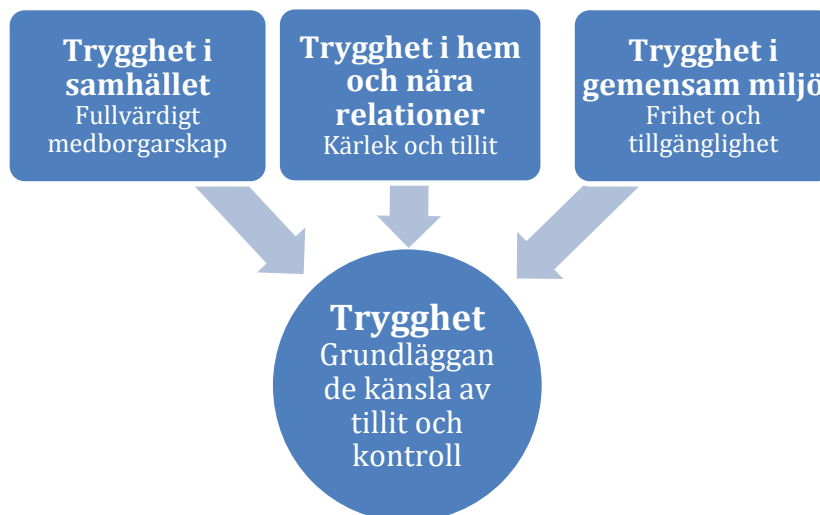 Trygghet i
samhället
Fullvärdigt
medborgarskap
Trygghet i hem
och nära
relationer
Kärlek och tillit
Trygghet i
gemensam miljö
Frihet och
tillgänglighet
Trygghet
Grundläggan
de känsla av
tillit och
kontroll